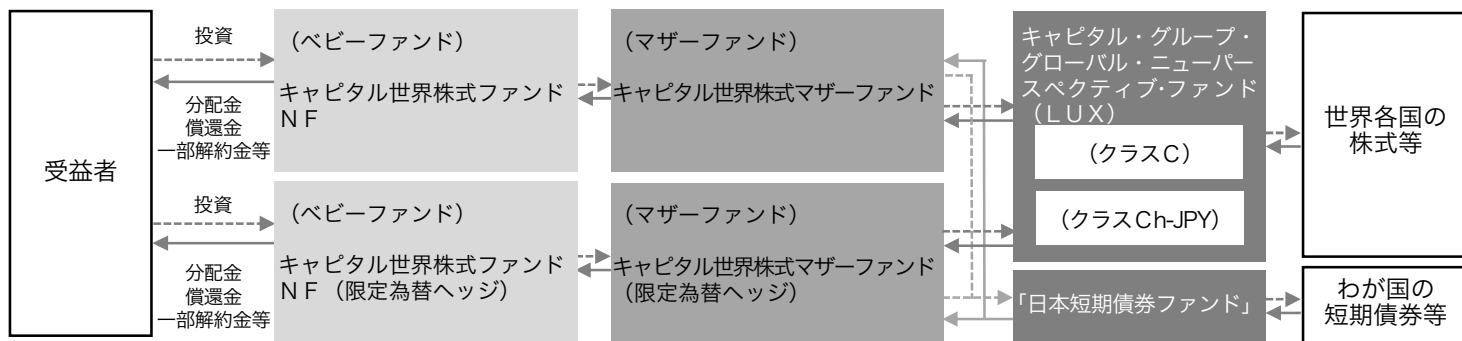 受益者
投資
分配金
償還金
一部解約金等
（ベビーファンド）
キャピタル世界株式ファンド
ＮＦ
（マザーファンド）
キャピタル世界株式マザーファンド
投資
分配金
償還金
一部解約金等
（ベビーファンド）
キャピタル世界株式ファンド
ＮＦ（限定為替ヘッジ）
（マザーファンド）
キャピタル世界株式マザーファンド
（限定為替ヘッジ）
キャピタル・グループ・
グローバル・ニューパー
スペクティブ・ファンド
（ＬＵＸ）
（クラスC）
（クラスCh-JPY）
「日本短期債券ファンド」
世界各国の
株式等
わが国の
短期債券等